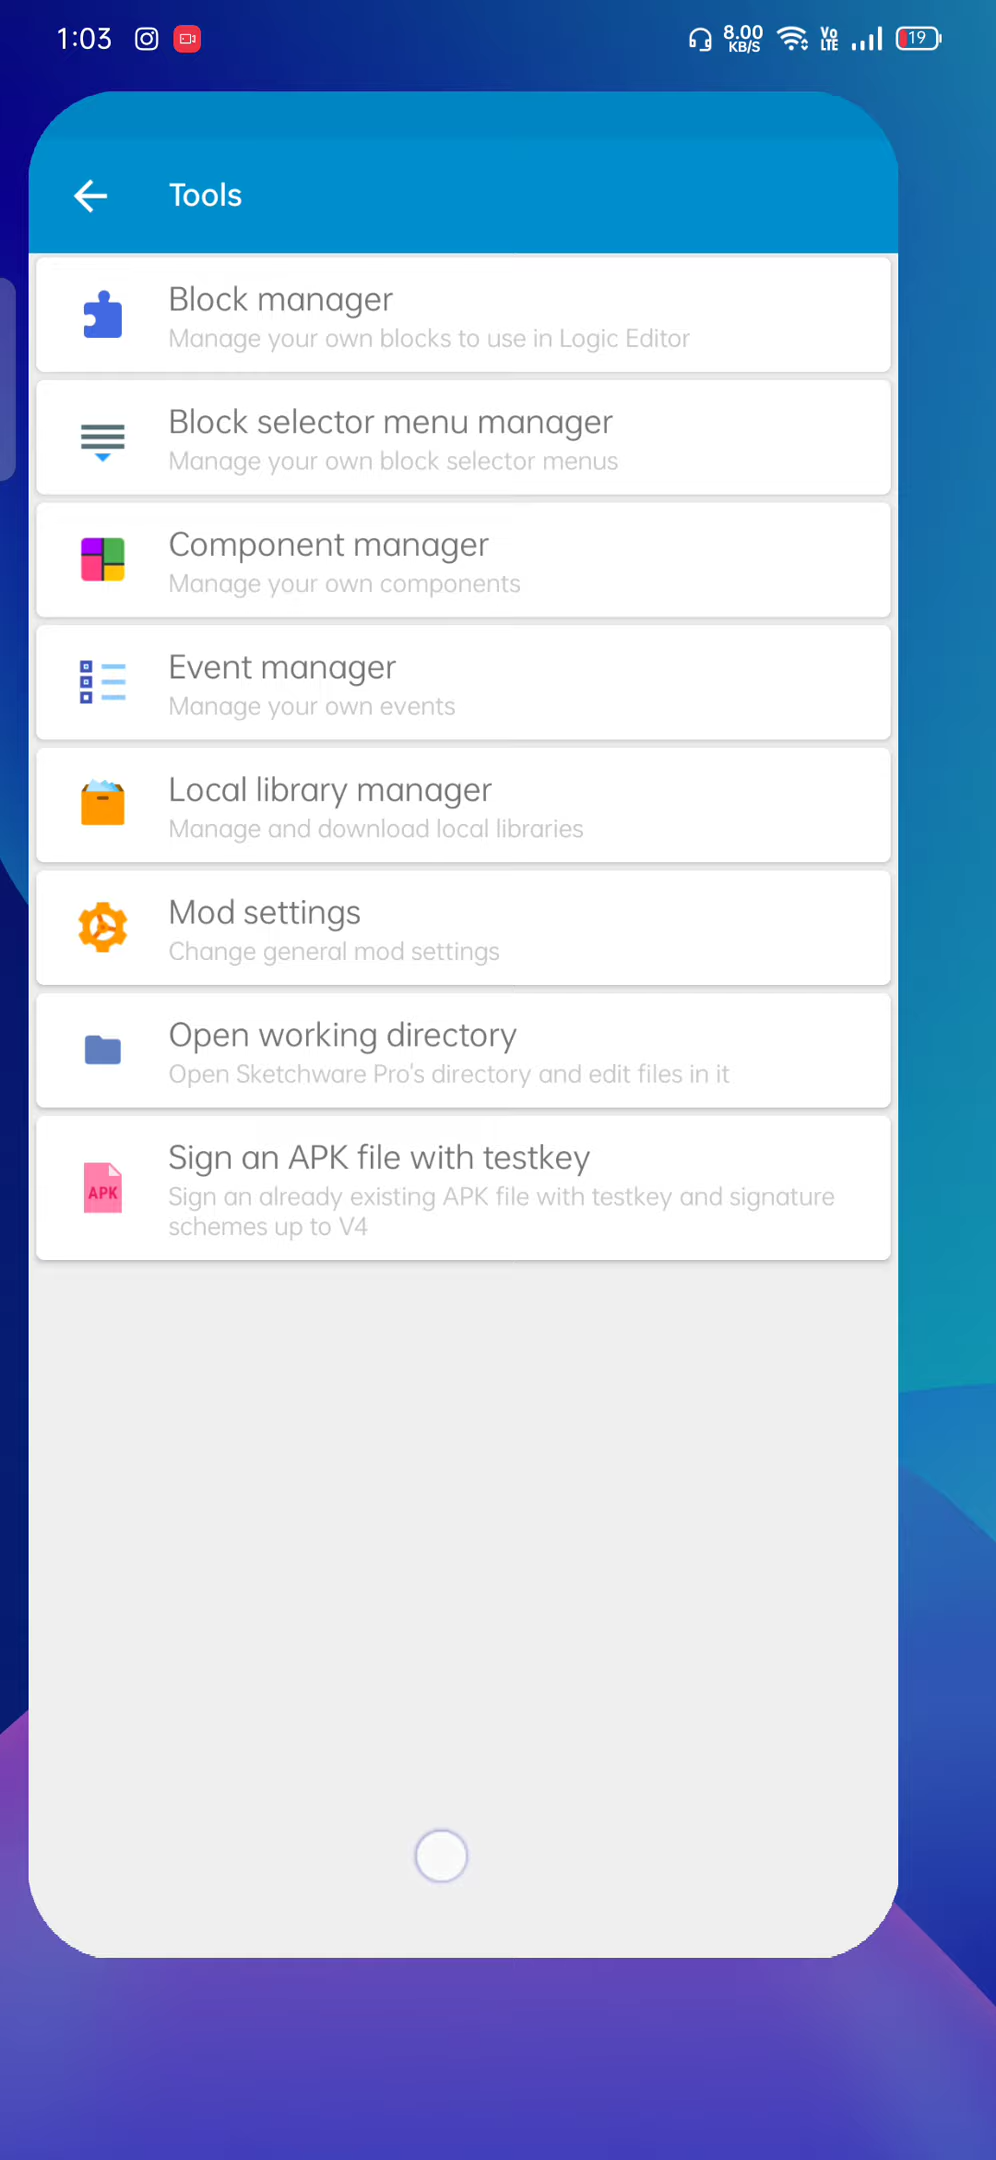 1:03 8.00 KB/S Vo LTE 19
Tools
Block manager
Manage your own blocks to use in Logic Editor
Block selector menu manager
Manage your own block selector menus
Component manager
Manage your own components
Event manager
Manage your own events
Local library manager
Manage and download local libraries
Mod settings
Change general mod settings
Open working directory
Open Sketchware Pro's directory and edit files in it
APK
Sign an APK file with testkey
Sign an already existing APK file with testkey and signature
schemes up to V4